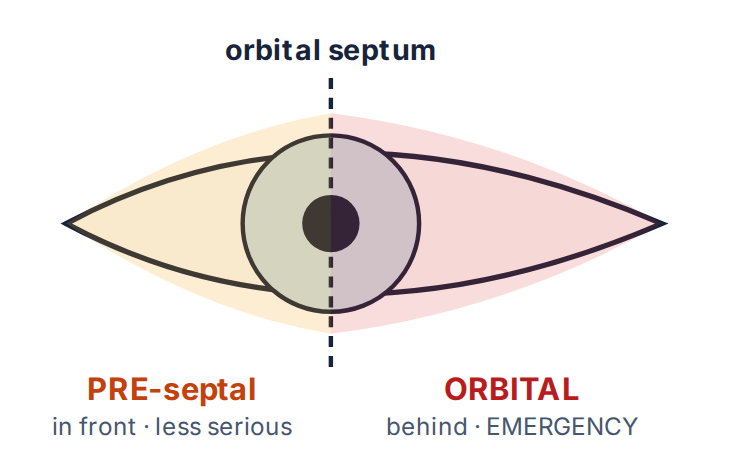 orbital septum
PRE-septal
in front · less serious
ORBITAL
behind · EMERGENCY